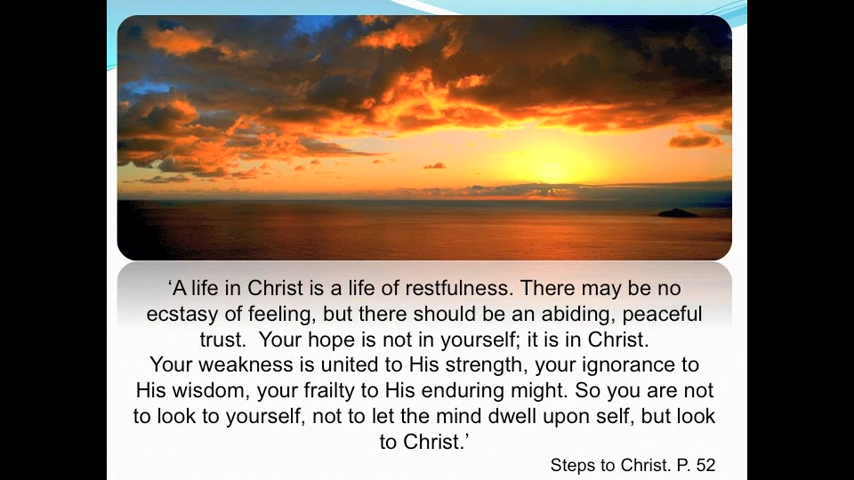 ‘A life in Christ is a life of restfulness. There may be no
ecstasy of feeling, but there should be an abiding, peaceful
trust.  Your hope is not in yourself; it is in Christ.
Your weakness is united to His strength, your ignorance to
His wisdom, your frailty to His enduring might. So you are not
to look to yourself, not to let the mind dwell upon self, but look
to Christ.’
Steps to Christ. P. 52